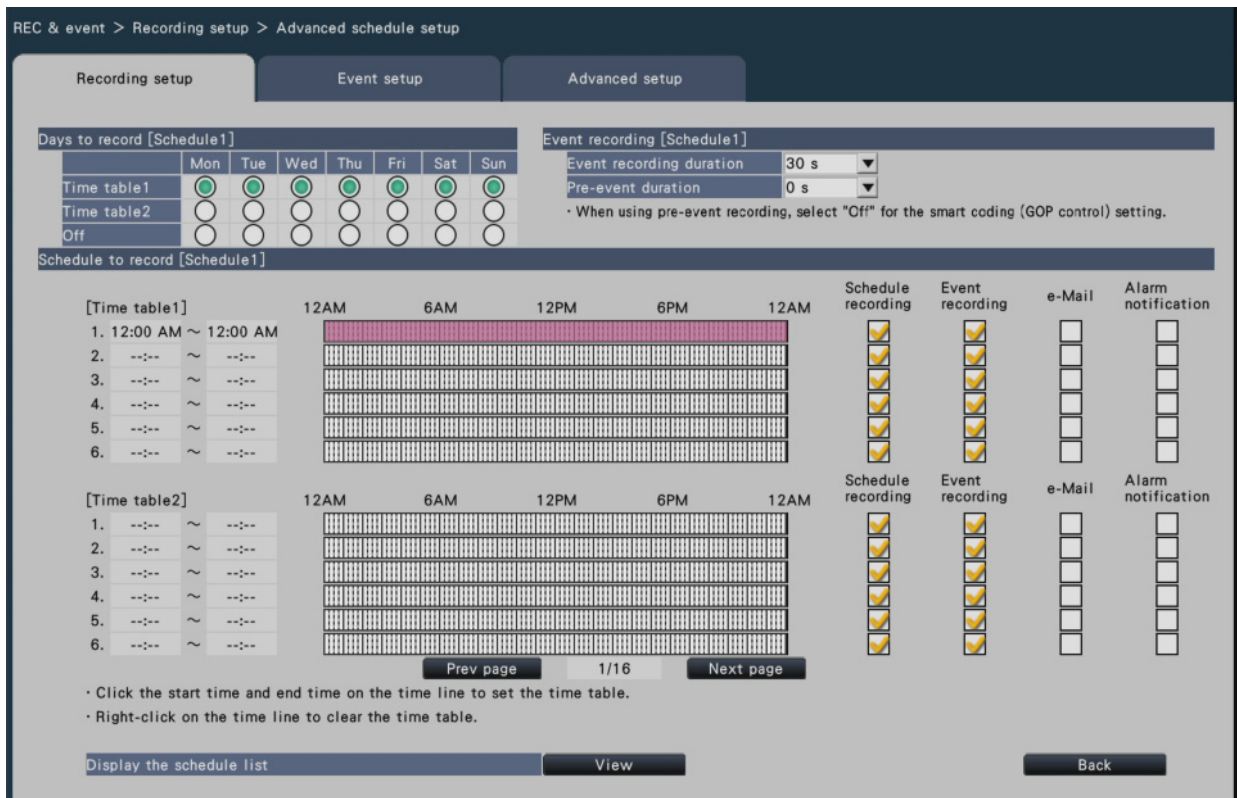 REC & event > Recording setup > Advanced schedule setup
Recording setup Event setup Advanced setup
Days to record [Schedule1]
Mon Tue Wed Thu Fri Sat Sun
Time table1
Time table2
Off
Event recording [Schedule1]
Event recording duration 30 s
Pre-event duration 0 s
・When using pre-event recording, select "Off" for the smart coding (GOP control) setting.
Schedule to record [Schedule1]
[Time table1] 12AM 6AM 12PM 6PM 12AM Schedule recording Event recording e-Mail Alarm notification
1. 12:00 AM ~ 12:00 AM
2. --:-- ~ --:--
3. --:-- ~ --:--
4. --:-- ~ --:--
5. --:-- ~ --:--
6. --:-- ~ --:--
[Time table2] 12AM 6AM 12PM 6PM 12AM Schedule recording Event recording e-Mail Alarm notification
1. --:-- ~ --:--
2. --:-- ~ --:--
3. --:-- ~ --:--
4. --:-- ~ --:--
5. --:-- ~ --:--
6. --:-- ~ --:--
Prev page 1/16 Next page
・Click the start time and end time on the time line to set the time table.
・Right-click on the time line to clear the time table.
Display the schedule list View Back